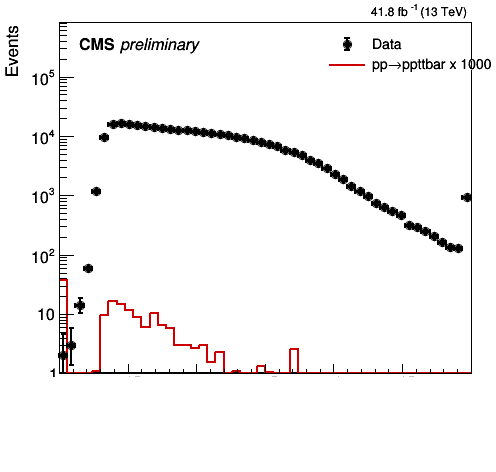 41.8 fb⁻¹ (13 TeV)
CMS preliminary
Data
pp→ppttbar x 1000
Events
10⁵
10⁴
10³
10²
10
1